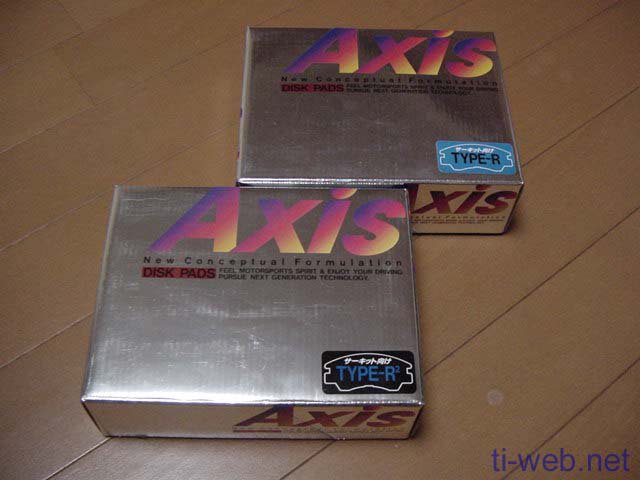 Axis
New Conceptual Formulation
DISK PADS FEEL MOTORSPORTS SPIRIT & ENJOY YOUR DRIVING
PURSUE NEXT GENERATION TECHNOLOGY.
サーキット向け
TYPE-R
Axis
Axis
New Conceptual Formulation
DISK PADS FEEL MOTORSPORTS SPIRIT & ENJOY YOUR DRIVING
PURSUE NEXT GENERATION TECHNOLOGY.
サーキット向け
TYPE-R²
Axis
ti-web.net